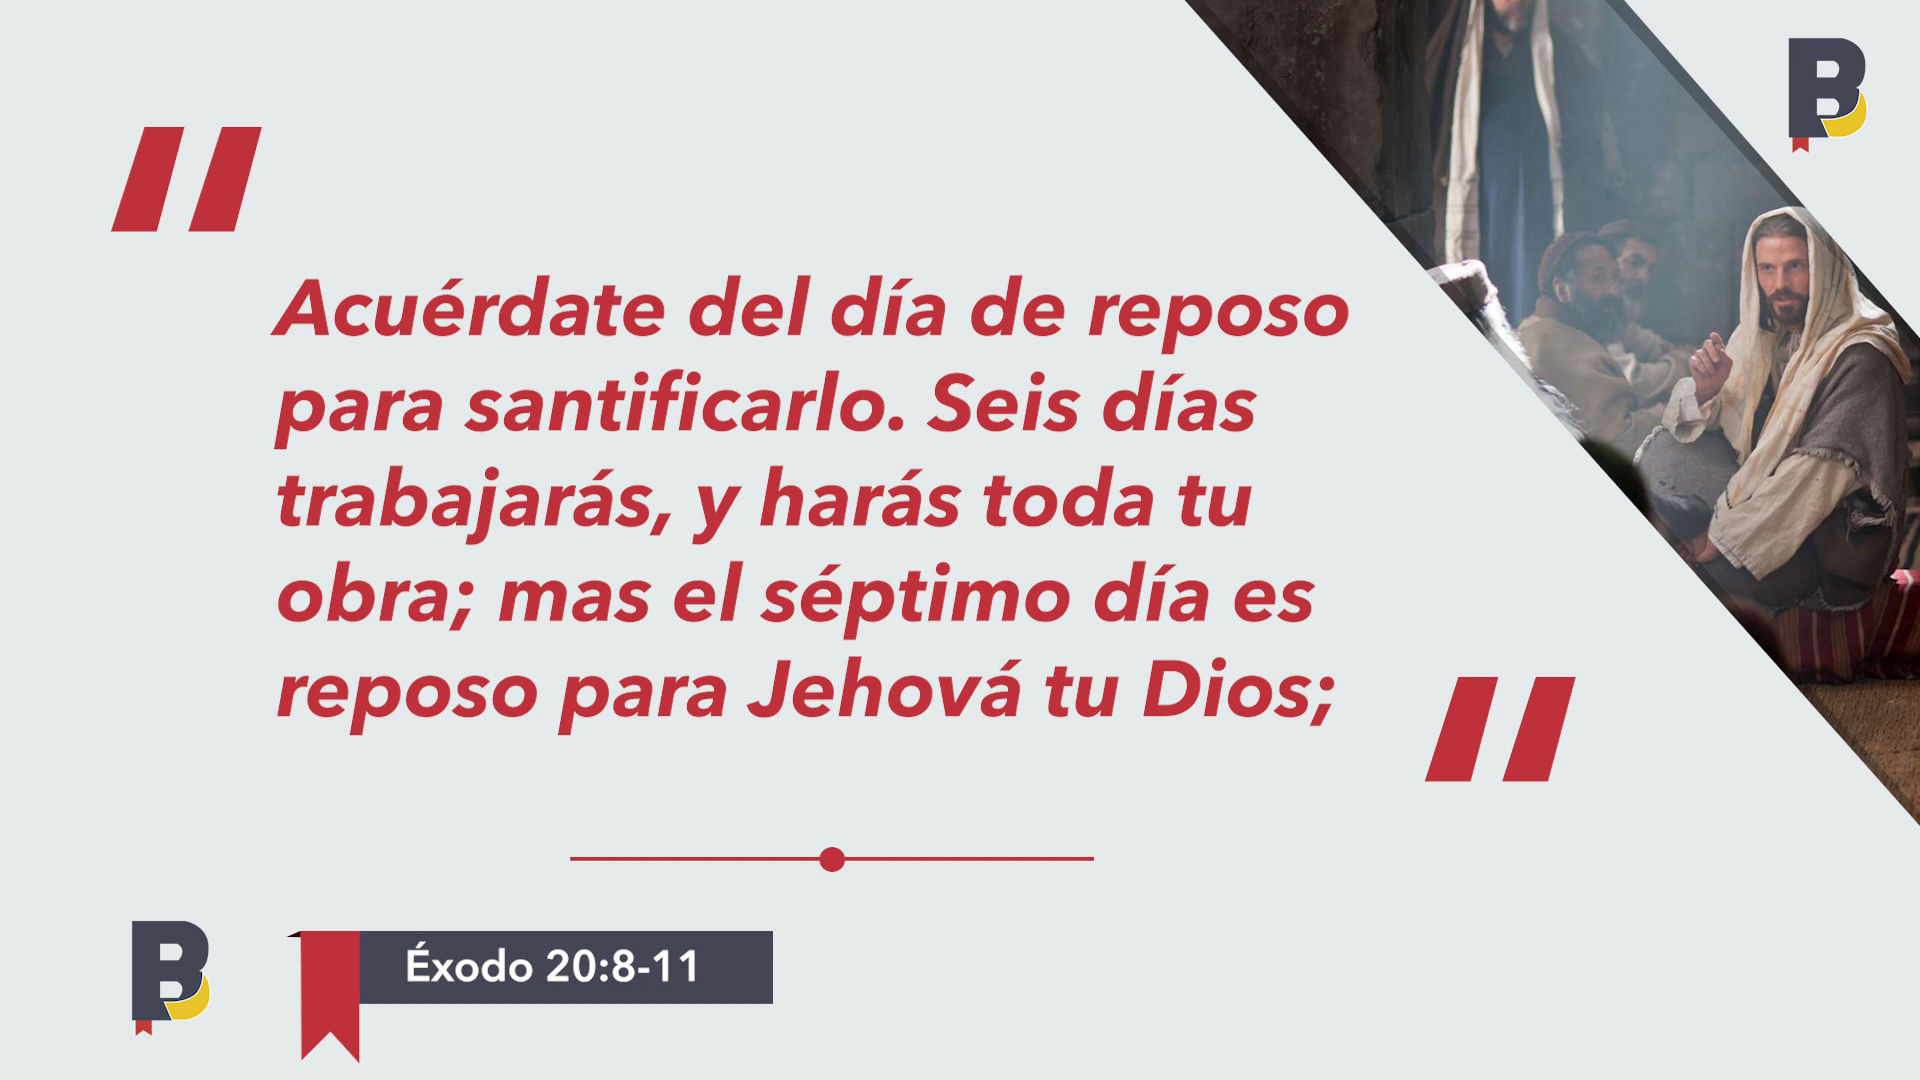 Acuérdate del día de reposo
para santificarlo. Seis días
trabajarás, y harás toda tu
obra; mas el séptimo día es
reposo para Jehová tu Dios;
Éxodo 20:8-11